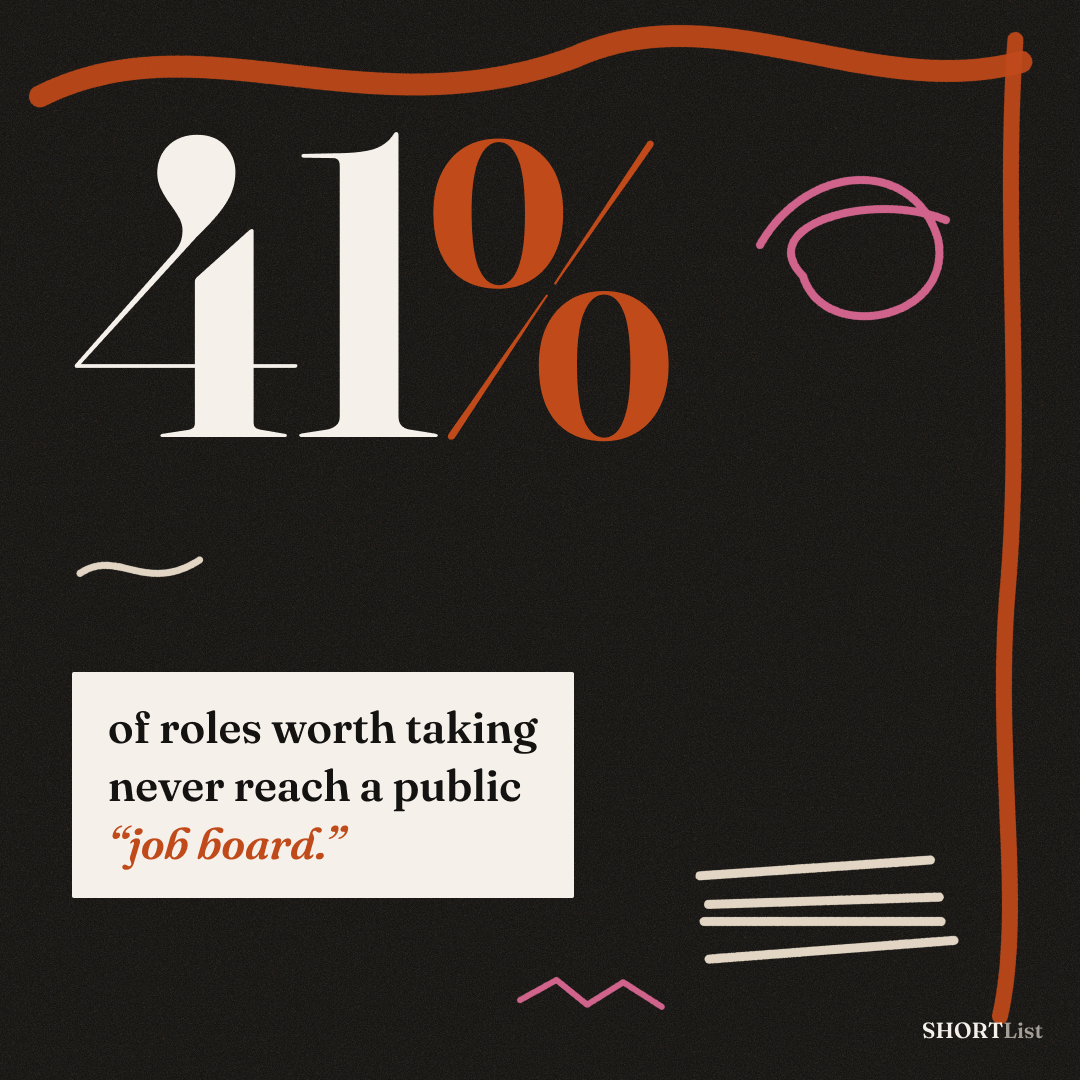 41%
of roles worth taking
never reach a public
“job board.”
SHORTList